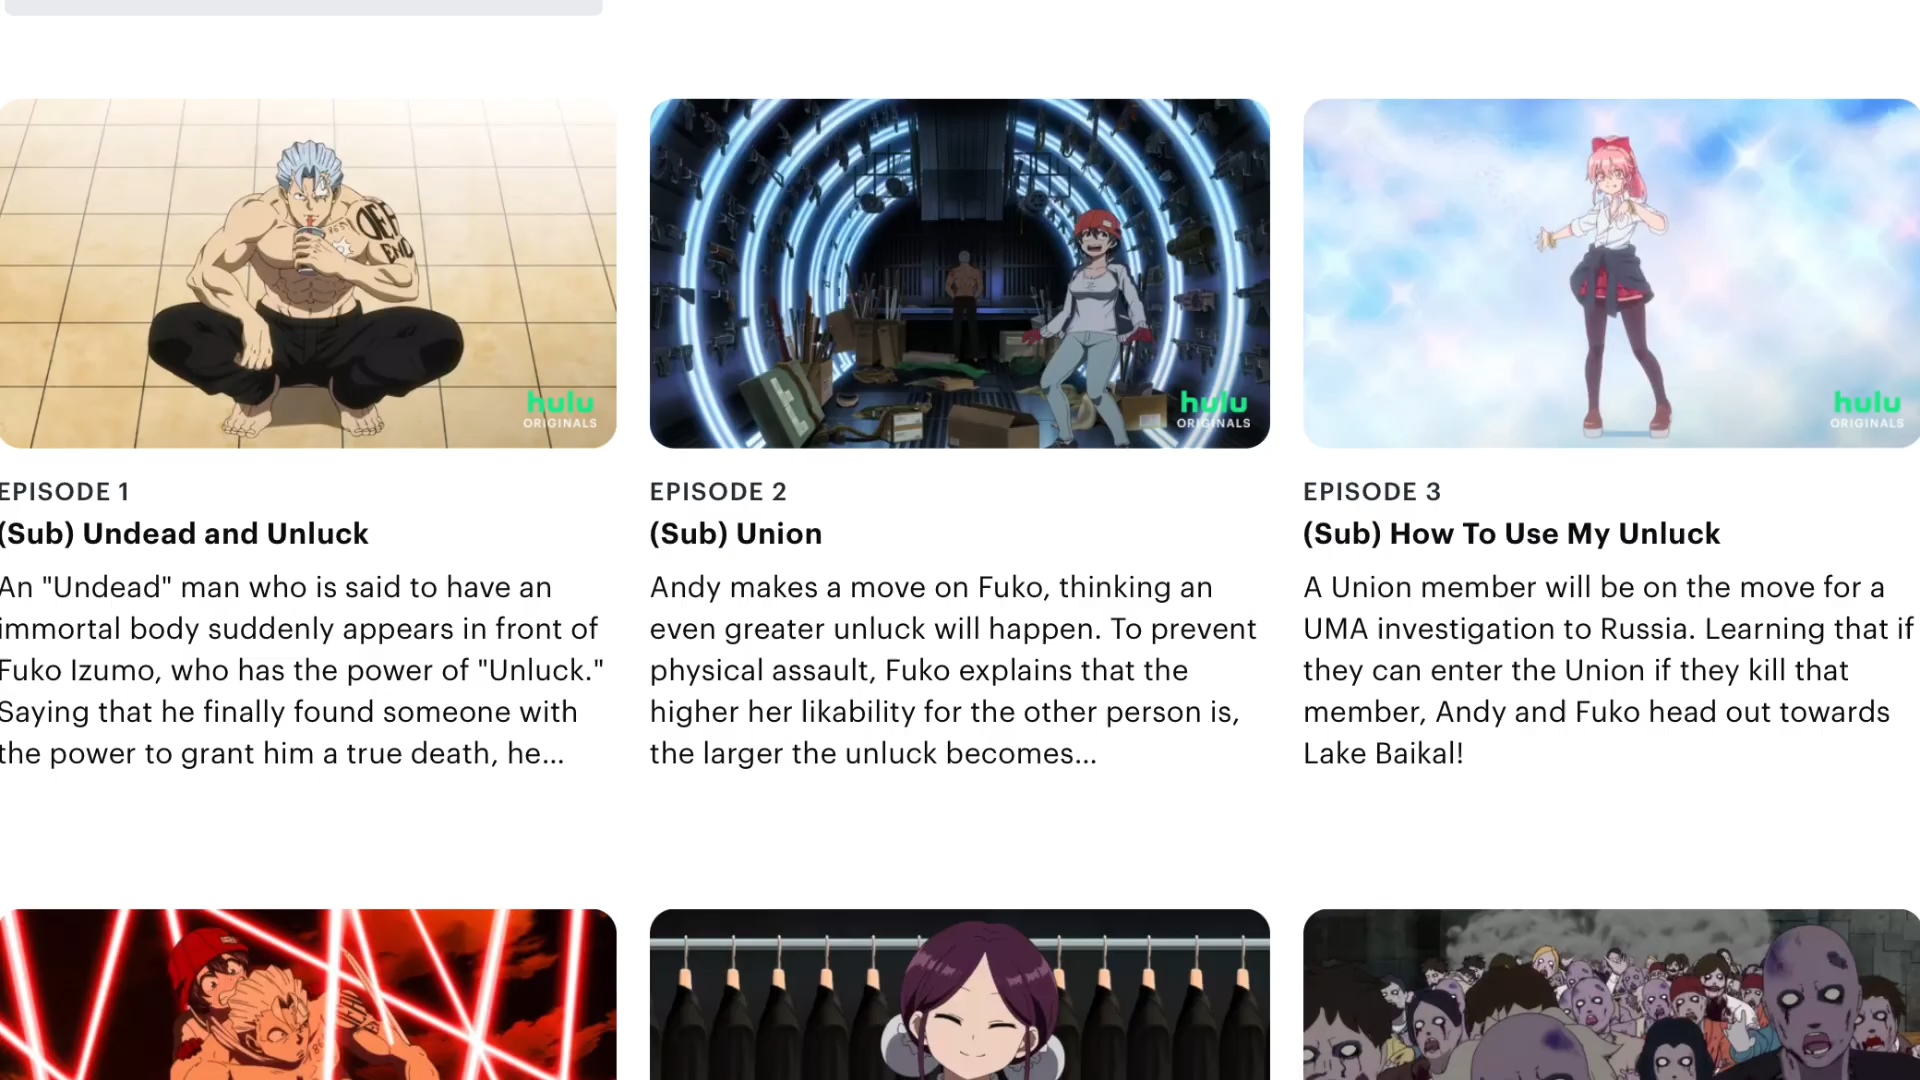 hulu
ORIGINALS
hulu
ORIGINALS
hulu
ORIGINALS
DEAD
END
EPISODE 1
(Sub) Undead and Unluck
An "Undead" man who is said to have an
immortal body suddenly appears in front of
Fuko Izumo, who has the power of "Unluck."
Saying that he finally found someone with
the power to grant him a true death, he...
EPISODE 2
(Sub) Union
Andy makes a move on Fuko, thinking an
even greater unluck will happen. To prevent
physical assault, Fuko explains that the
higher her likability for the other person is,
the larger the unluck becomes...
EPISODE 3
(Sub) How To Use My Unluck
A Union member will be on the move for a
UMA investigation to Russia. Learning that if
they can enter the Union if they kill that
member, Andy and Fuko head out towards
Lake Baikal!